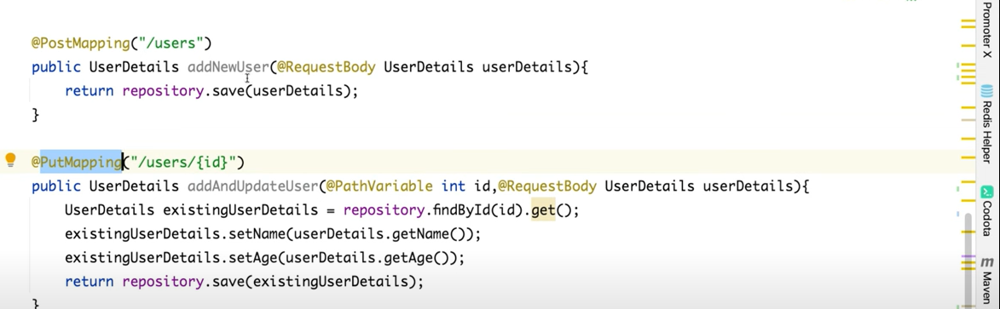 @PostMapping("/users")
public UserDetails addNewUser(@RequestBody UserDetails userDetails){
return repository.save(userDetails);
}
@PutMapping("/users/{id}")
public UserDetails addAndUpdateUser(@PathVariable int id,@RequestBody UserDetails userDetails){
UserDetails existingUserDetails = repository.findById(id).get();
existingUserDetails.setName(userDetails.getName());
existingUserDetails.setAge(userDetails.getAge());
return repository.save(existingUserDetails);
}
Promoter X
Redis Helper
Codota
m
Maven